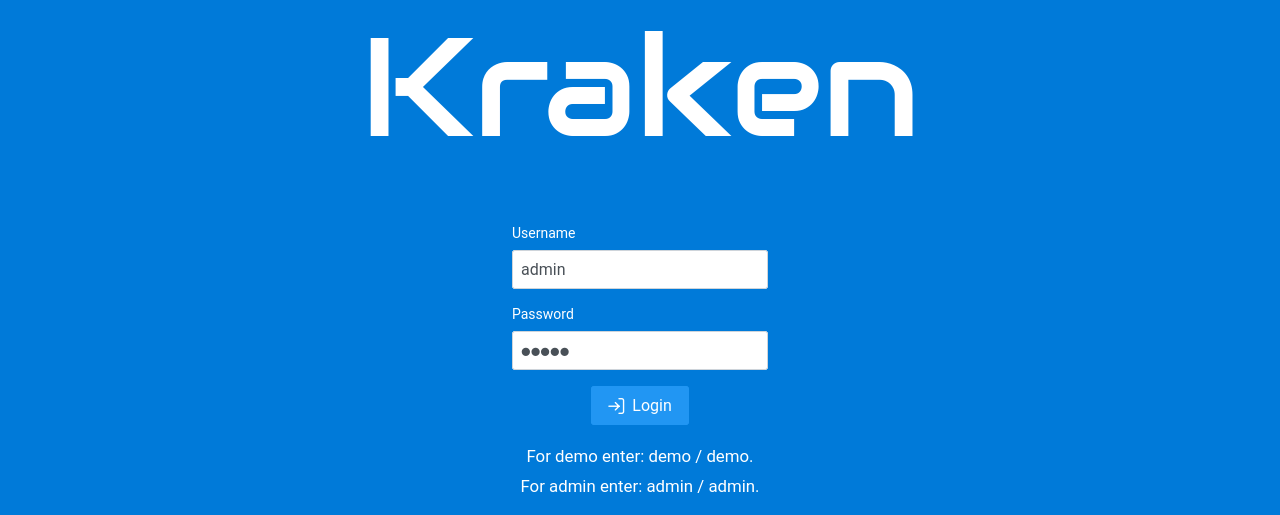 Kraken
Username
admin
Password
●●●●●
Login
For demo enter: demo / demo.
For admin enter: admin / admin.